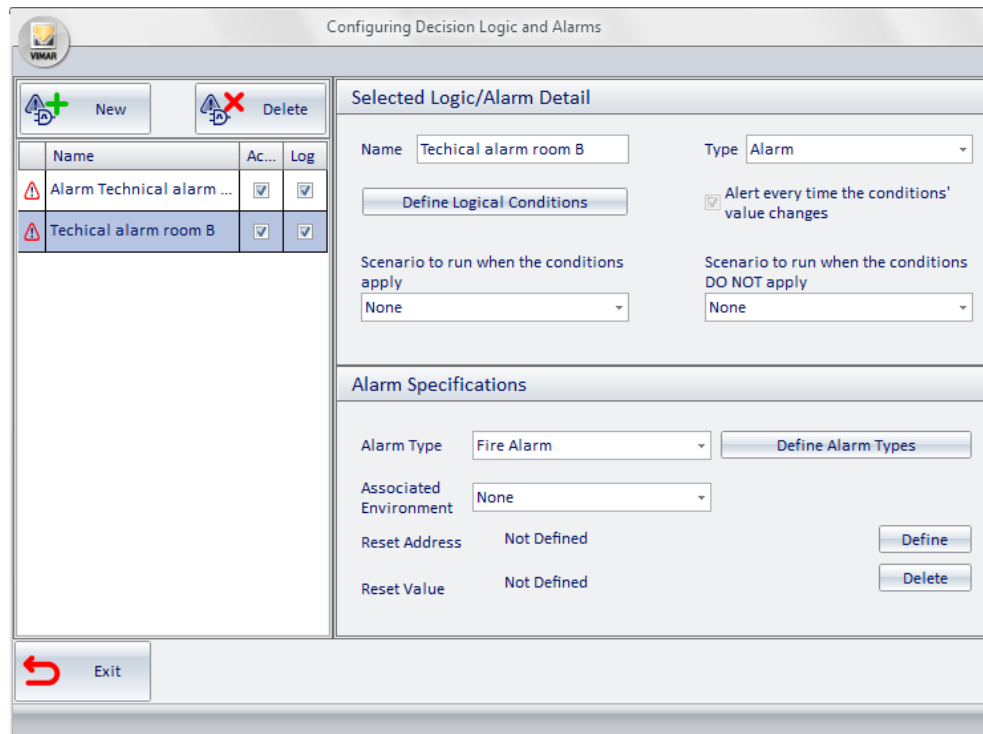 Configuring Decision Logic and Alarms
VIMAR
New
Delete
Name Ac... Log
Alarm Technical alarm ...
Techical alarm room B
Selected Logic/Alarm Detail
Name Techical alarm room B Type Alarm
Define Logical Conditions
Alert every time the conditions'
value changes
Scenario to run when the conditions
apply
None
Scenario to run when the conditions
DO NOT apply
None
Alarm Specifications
Alarm Type Fire Alarm Define Alarm Types
Associated
Environment
None
Reset Address Not Defined Define
Reset Value Not Defined Delete
Exit